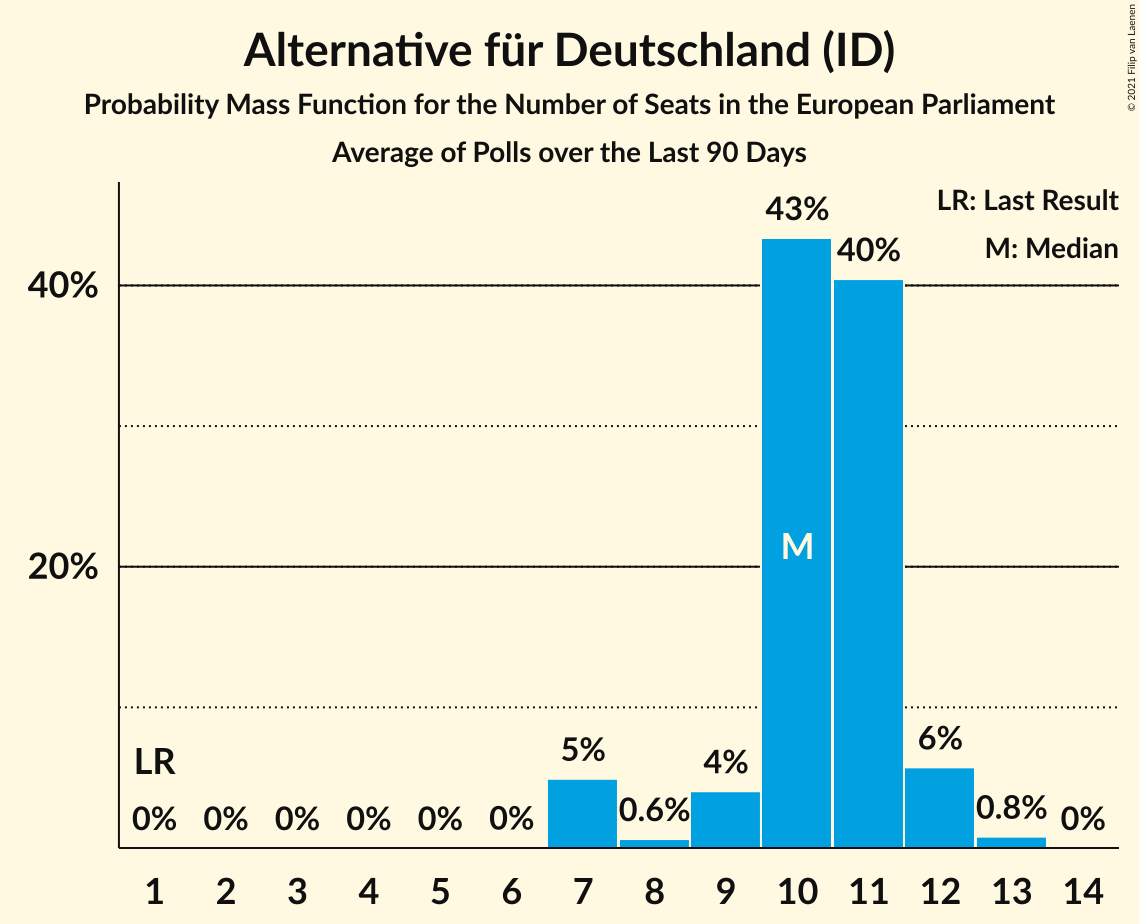 Alternative für Deutschland (ID)
Probability Mass Function for the Number of Seats in the European Parliament
Average of Polls over the Last 90 Days
© 2021 Filip van Laenen
LR: Last Result
M: Median
43%
40%
40%
M
20%
LR
0% 0% 0% 0% 0% 0% 5% 0.6% 4% 6% 0.8% 0%
1 2 3 4 5 6 7 8 9 10 11 12 13 14